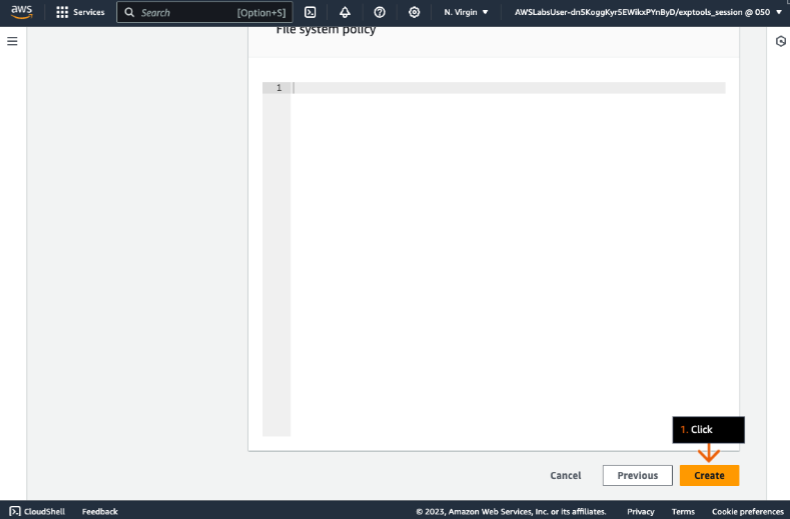 aws Services Search [Option+S] N. Virgin AWSLabsUser-dn5KoggKyr5EWikxPYnByD/exptools_session @ 050
File system policy
1
1. Click
Cancel Previous Create
CloudShell Feedback © 2023, Amazon Web Services, Inc. or its affiliates. Privacy Terms Cookie preferences